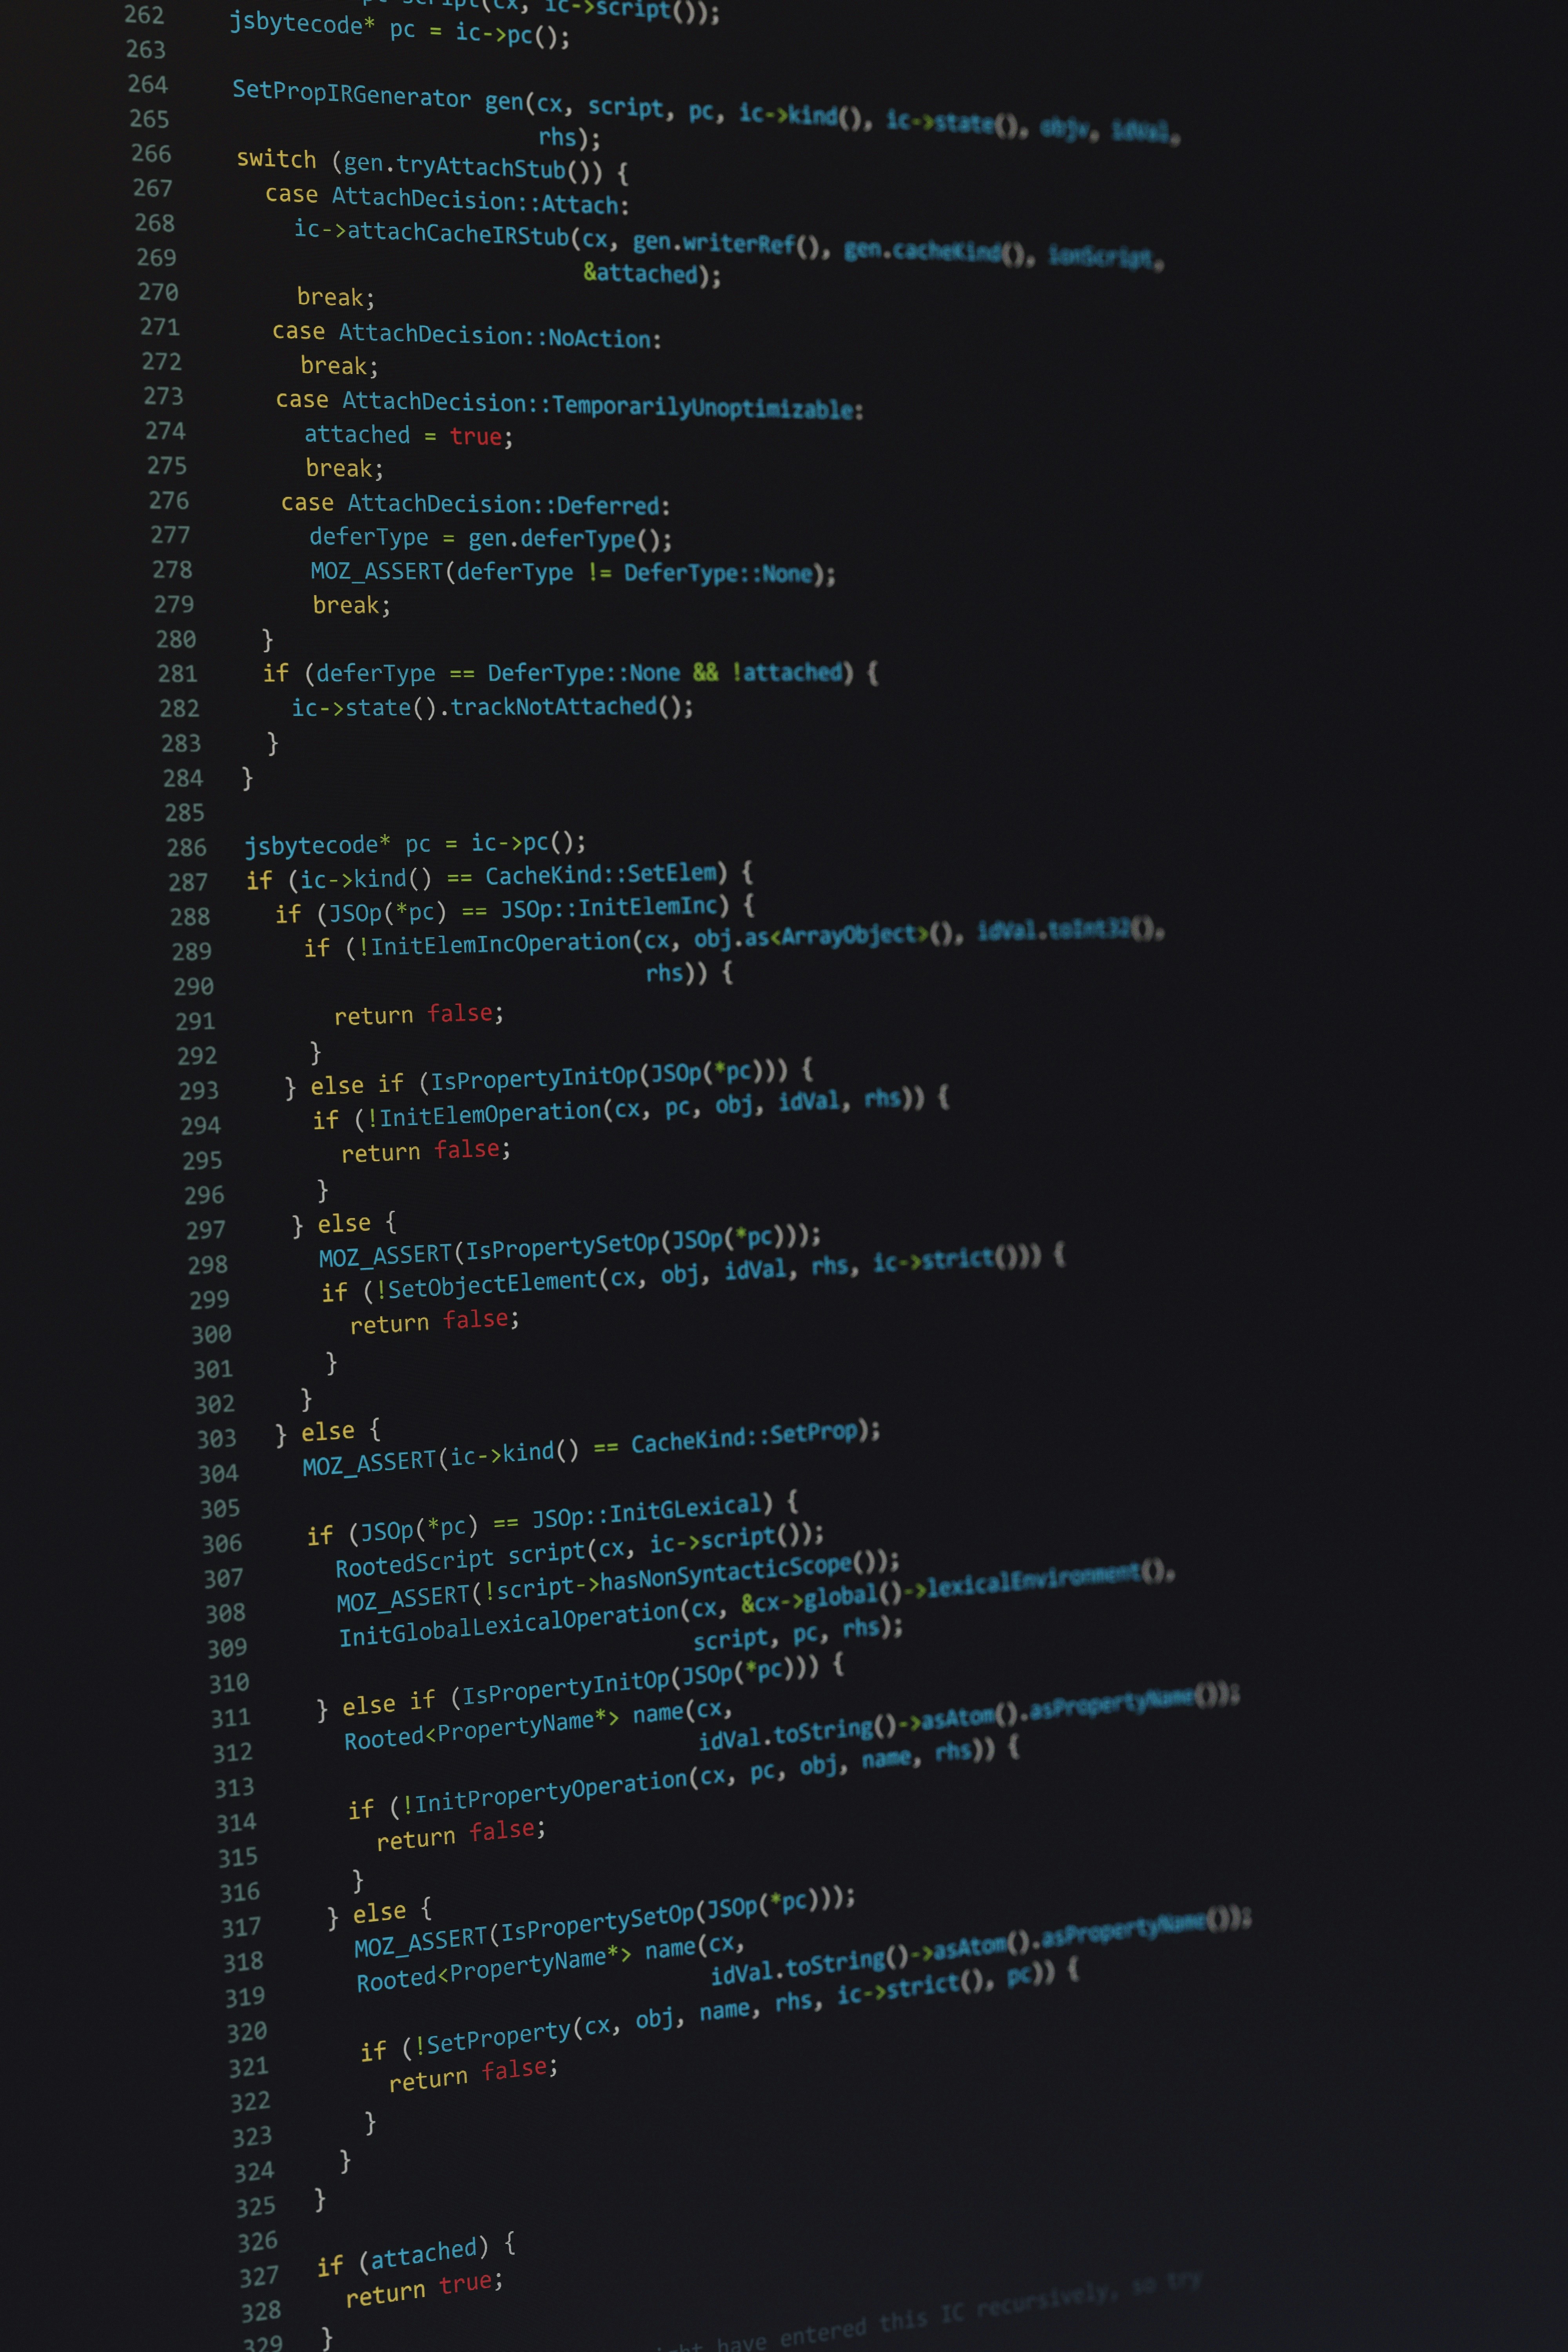 script(cx, ic->script());
262 jsbytecode* pc = ic->pc();
263
264 SetPropIRGenerator gen(cx, script, pc, ic->kind(), ic->state(), objv, idVal,
265 rhs);
266 switch (gen.tryAttachStub()) {
267 case AttachDecision::Attach:
268 ic->attachCacheIRStub(cx, gen.writerRef(), gen.cacheKind(), ionScript,
269 &attached);
270 break;
271 case AttachDecision::NoAction:
272 break;
273 case AttachDecision::TemporarilyUnoptimizable:
274 attached = true;
275 break;
276 case AttachDecision::Deferred:
277 deferType = gen.deferType();
278 MOZ_ASSERT(deferType != DeferType::None);
279 break;
280 }
281 if (deferType == DeferType::None && !attached) {
282 ic->state().trackNotAttached();
283 }
284 }
285
286 jsbytecode* pc = ic->pc();
287 if (ic->kind() == CacheKind::SetElem) {
288 if (JSOp(*pc) == JSOp::InitElemInc) {
289 if (!InitElemIncOperation(cx, obj.as<ArrayObject>(), idVal.toInt32(),
290 rhs)) {
291 return false;
292 }
293 } else if (IsPropertyInitOp(JSOp(*pc))) {
294 if (!InitElemOperation(cx, pc, obj, idVal, rhs)) {
295 return false;
296 }
297 } else {
298 MOZ_ASSERT(IsPropertySetOp(JSOp(*pc)));
299 if (!SetObjectElement(cx, obj, idVal, rhs, ic->strict())) {
300 return false;
301 }
302 }
303 } else {
304 MOZ_ASSERT(ic->kind() == CacheKind::SetProp);
305
306 if (JSOp(*pc) == JSOp::InitGLexical) {
307 RootedScript script(cx, ic->script());
308 MOZ_ASSERT(!script->hasNonSyntacticScope());
309 InitGlobalLexicalOperation(cx, &cx->global()->lexicalEnvironment(),
310 script, pc, rhs);
311 } else if (IsPropertyInitOp(JSOp(*pc))) {
312 Rooted<PropertyName*> name(cx,
313 idVal.toString()->asAtom().asPropertyName());
314 if (!InitPropertyOperation(cx, pc, obj, name, rhs)) {
315 return false;
316 }
317 } else {
318 MOZ_ASSERT(IsPropertySetOp(JSOp(*pc)));
319 Rooted<PropertyName*> name(cx,
320 idVal.toString()->asAtom().asPropertyName());
321 if (!SetProperty(cx, obj, name, rhs, ic->strict(), pc)) {
322 return false;
323 }
324 }
325 }
326
327 if (attached) {
328 return true;
329 }
have entered this IC recursively, so try